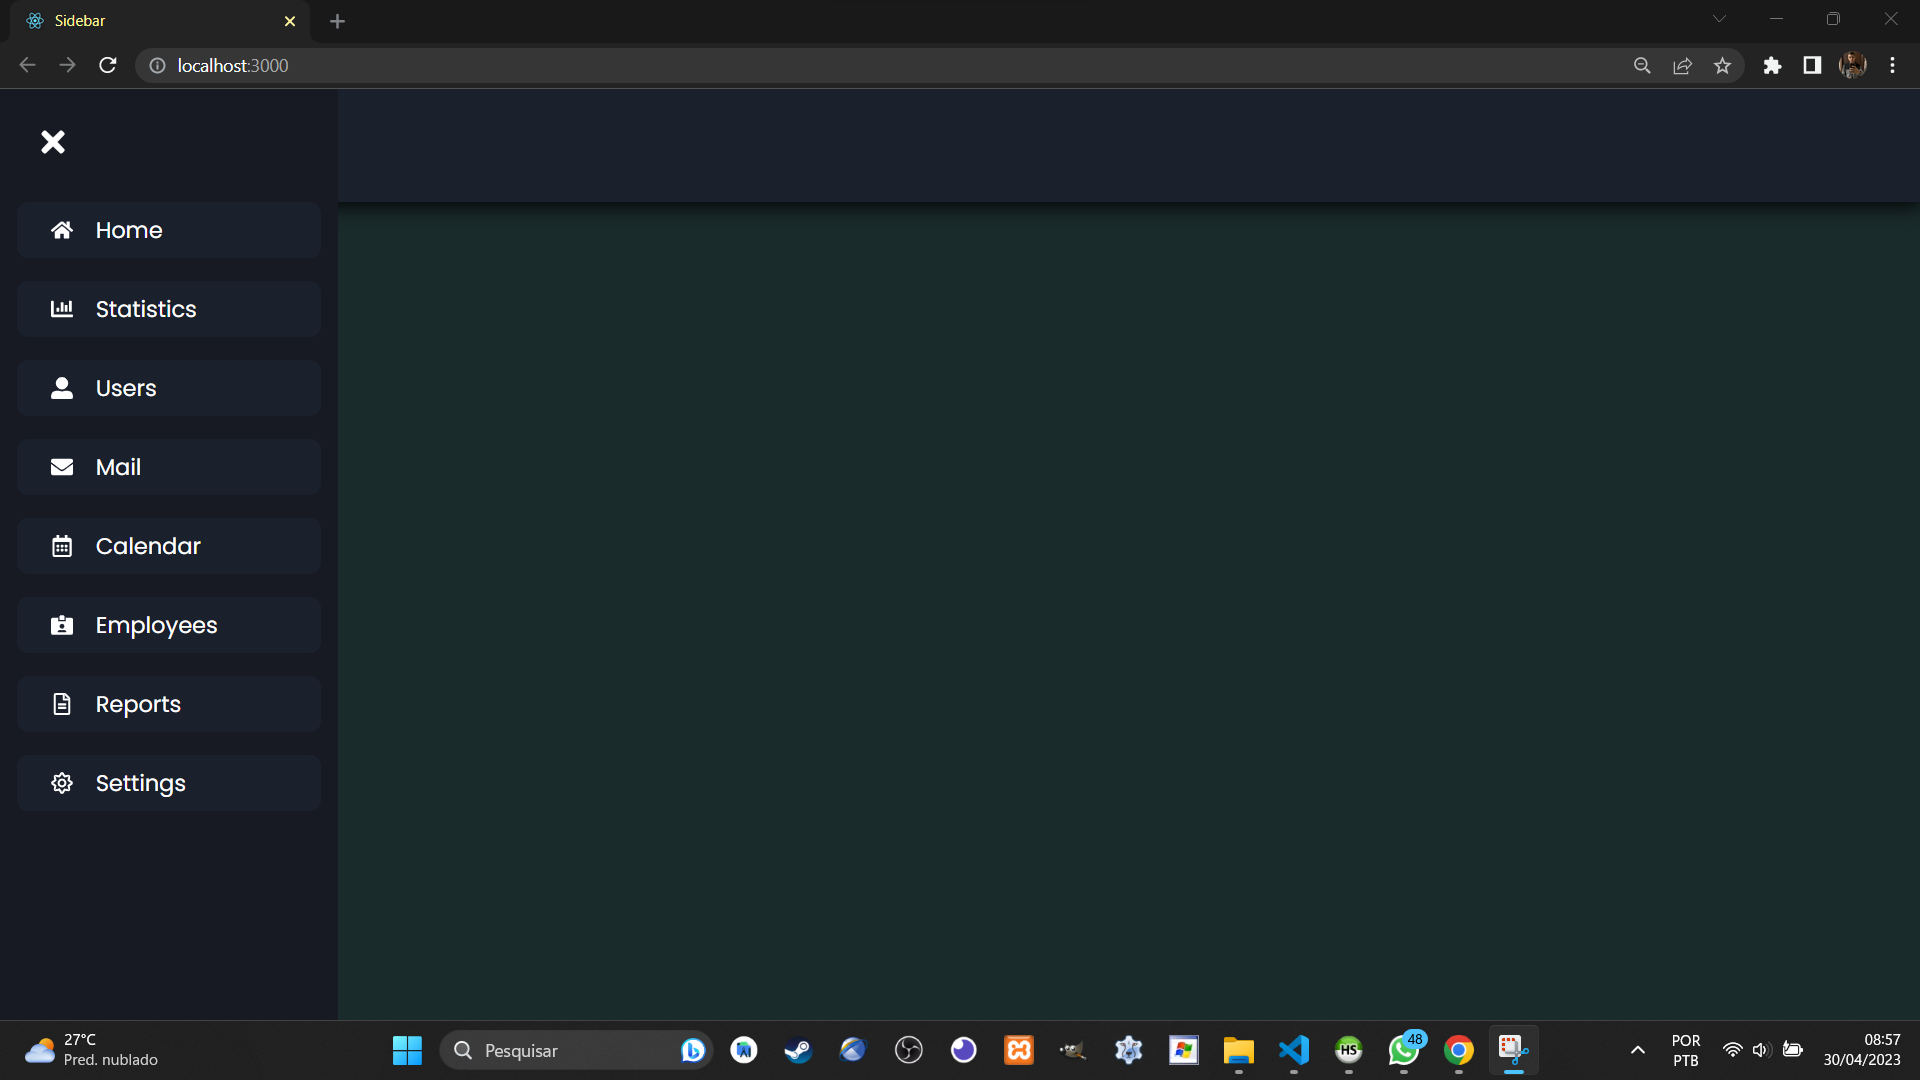 Sidebar
localhost:3000
Home
Statistics
Users
Mail
Calendar
Employees
Reports
Settings
27°C
Pred. nublado
Pesquisar
HS
48
POR
PTB
08:57
30/04/2023